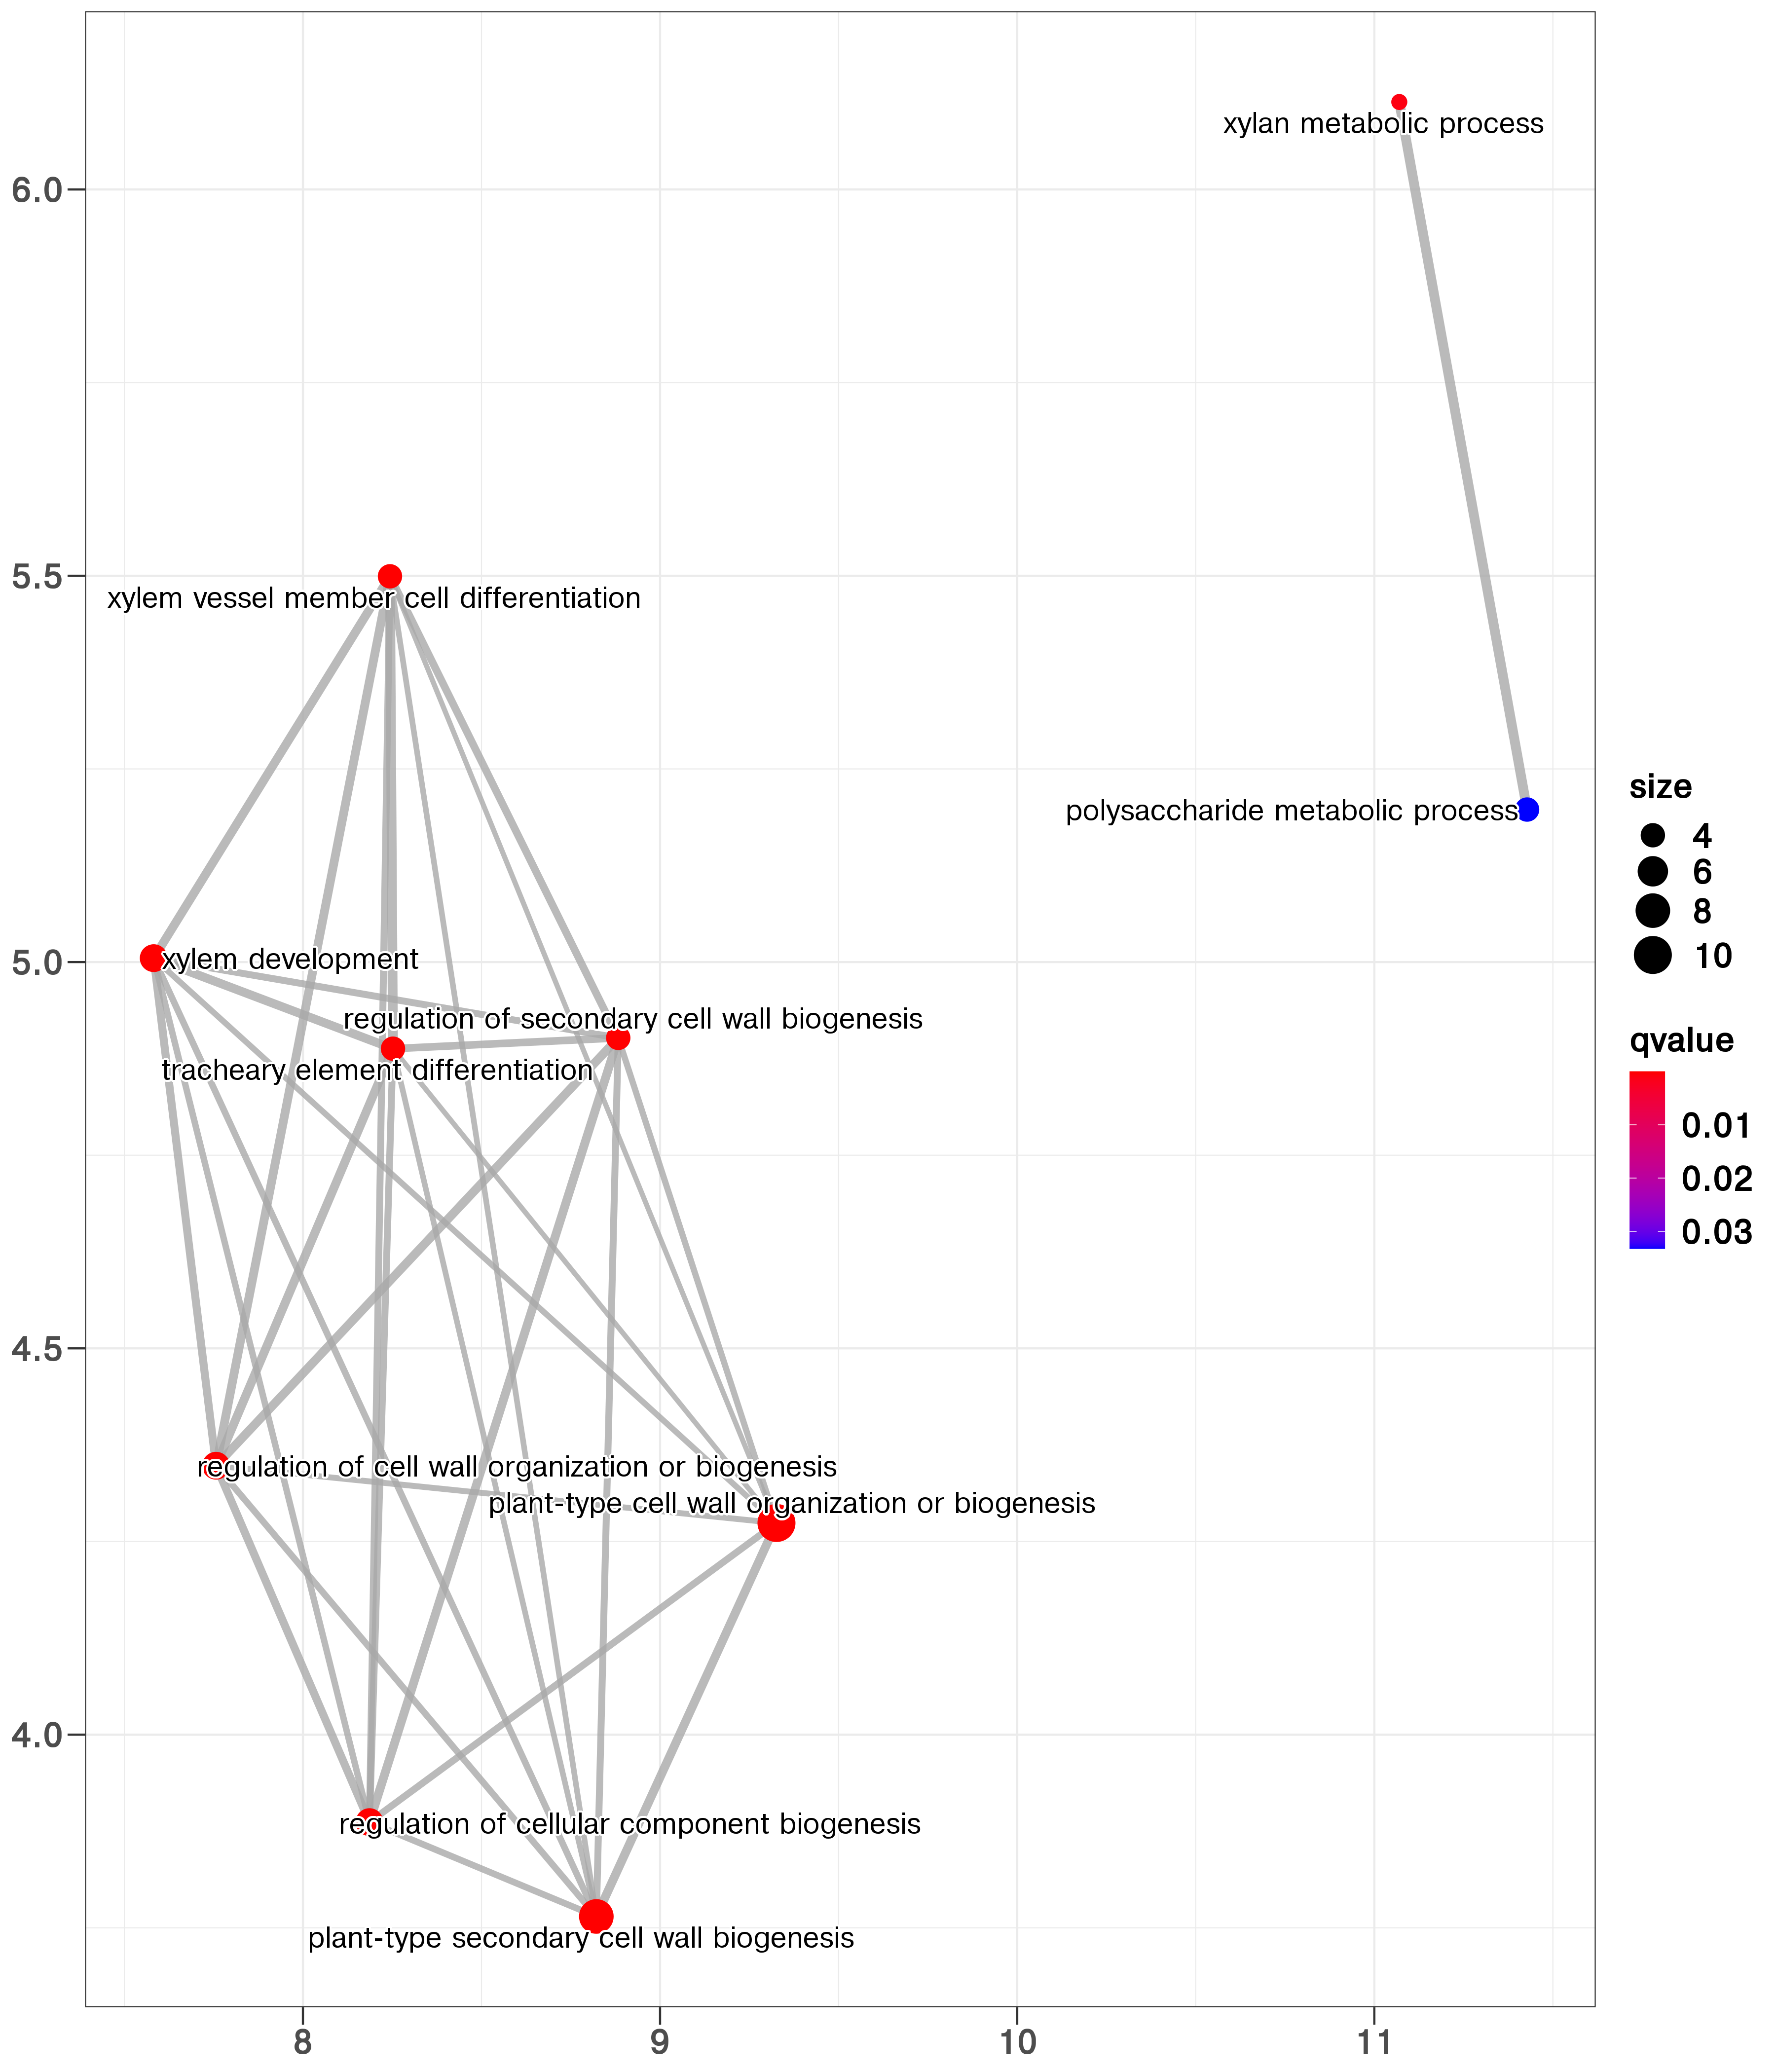 xylan metabolic process
6.0
5.5
xylem vessel member cell differentiation
polysaccharide metabolic process
5.0
xylem development
regulation of secondary cell wall biogenesis
tracheary element differentiation
4.5
regulation of cell wall organization or biogenesis
plant-type cell wall organization or biogenesis
4.0
regulation of cellular component biogenesis
plant-type secondary cell wall biogenesis
8 9 10 11
size
4
6
8
10
qvalue
0.01
0.02
0.03